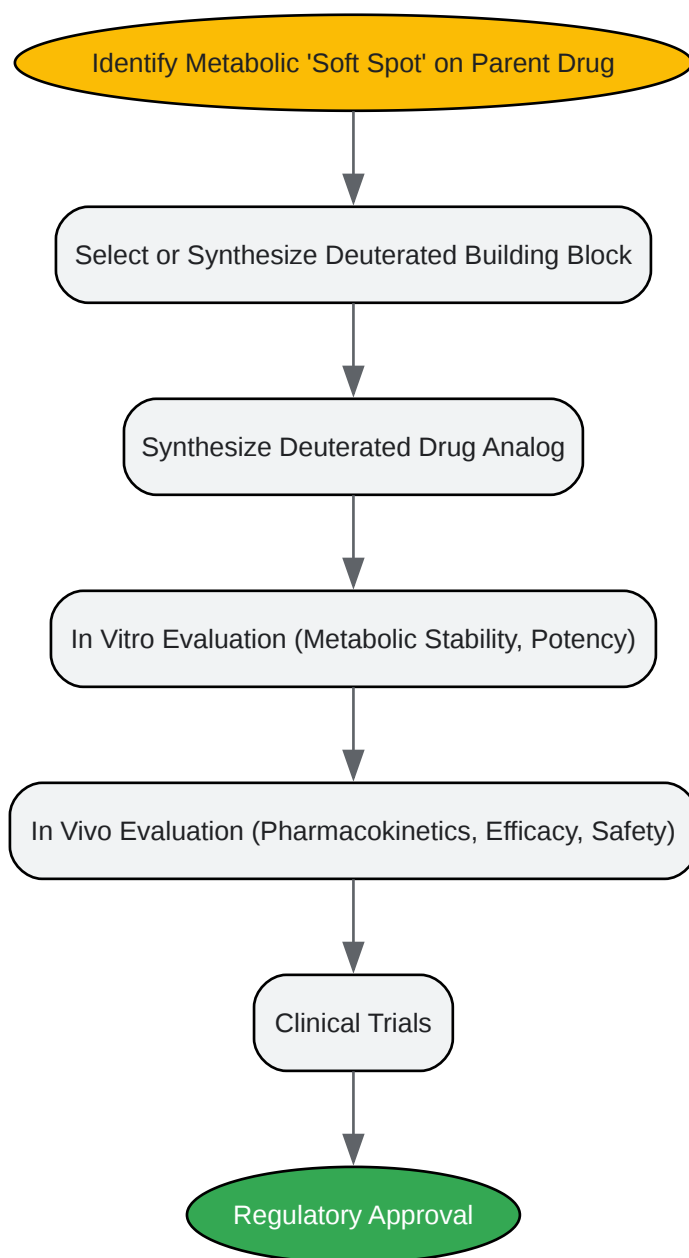 Identify Metabolic 'Soft Spot' on Parent Drug
Select or Synthesize Deuterated Building Block
Synthesize Deuterated Drug Analog
In Vitro Evaluation (Metabolic Stability, Potency)
In Vivo Evaluation (Pharmacokinetics, Efficacy, Safety)
Clinical Trials
Regulatory Approval